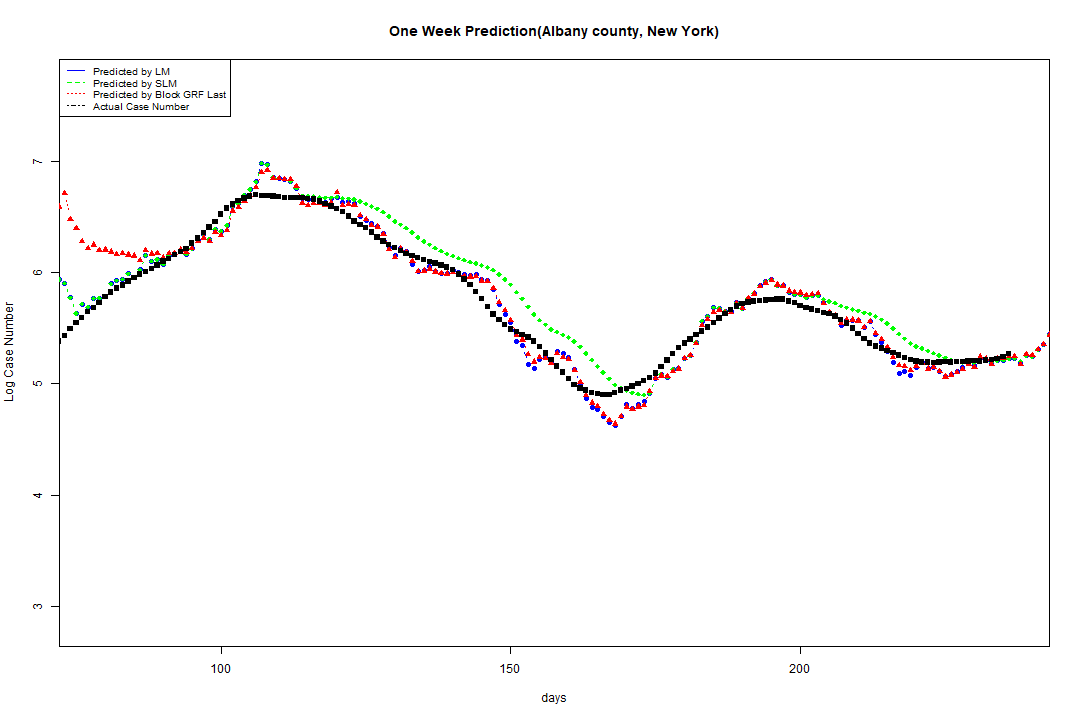 One Week Prediction(Albany county, New York)
Predicted by LM
Predicted by SLM
Predicted by Block GRF Last
Actual Case Number
7
6
5
4
3
Log Case Number
100 150 200
days